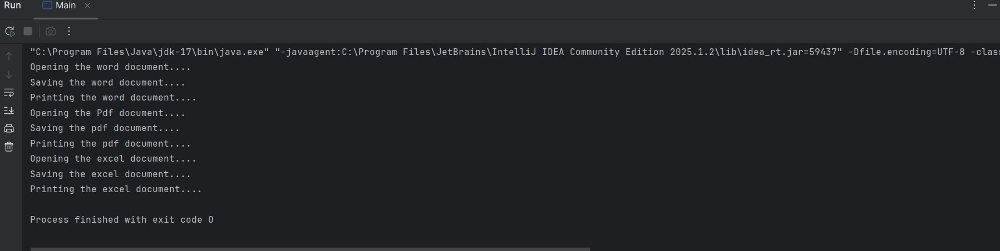 Run Main
"C:\Program Files\Java\jdk-17\bin\java.exe" "-javaagent:C:\Program Files\JetBrains\IntelliJ IDEA Community Edition 2025.1.2\lib\idea_rt.jar=59437" -Dfile.encoding=UTF-8 -clas
Opening the word document....
Saving the word document....
Printing the word document....
Opening the Pdf document....
Saving the pdf document....
Printing the pdf document....
Opening the excel document....
Saving the excel document....
Printing the excel document....
Process finished with exit code 0